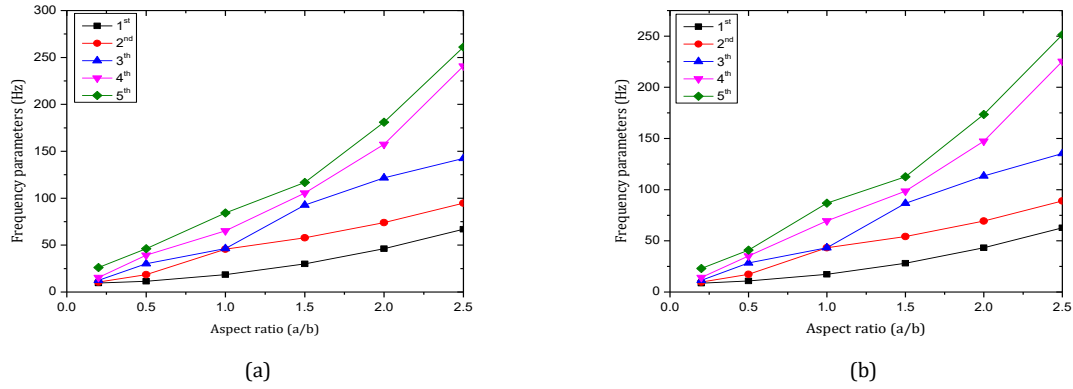 300
250
200
150
100
50
0
0.0 0.5 1.0 1.5 2.0 2.5
Frequency parameters (Hz)
Aspect ratio (a/b)
1st
2nd
3th
4th
5th
(a)
250
200
150
100
50
0
0.0 0.5 1.0 1.5 2.0 2.5
Frequency parameters (Hz)
Aspect ratio (a/b)
1st
2nd
3th
4th
5th
(b)